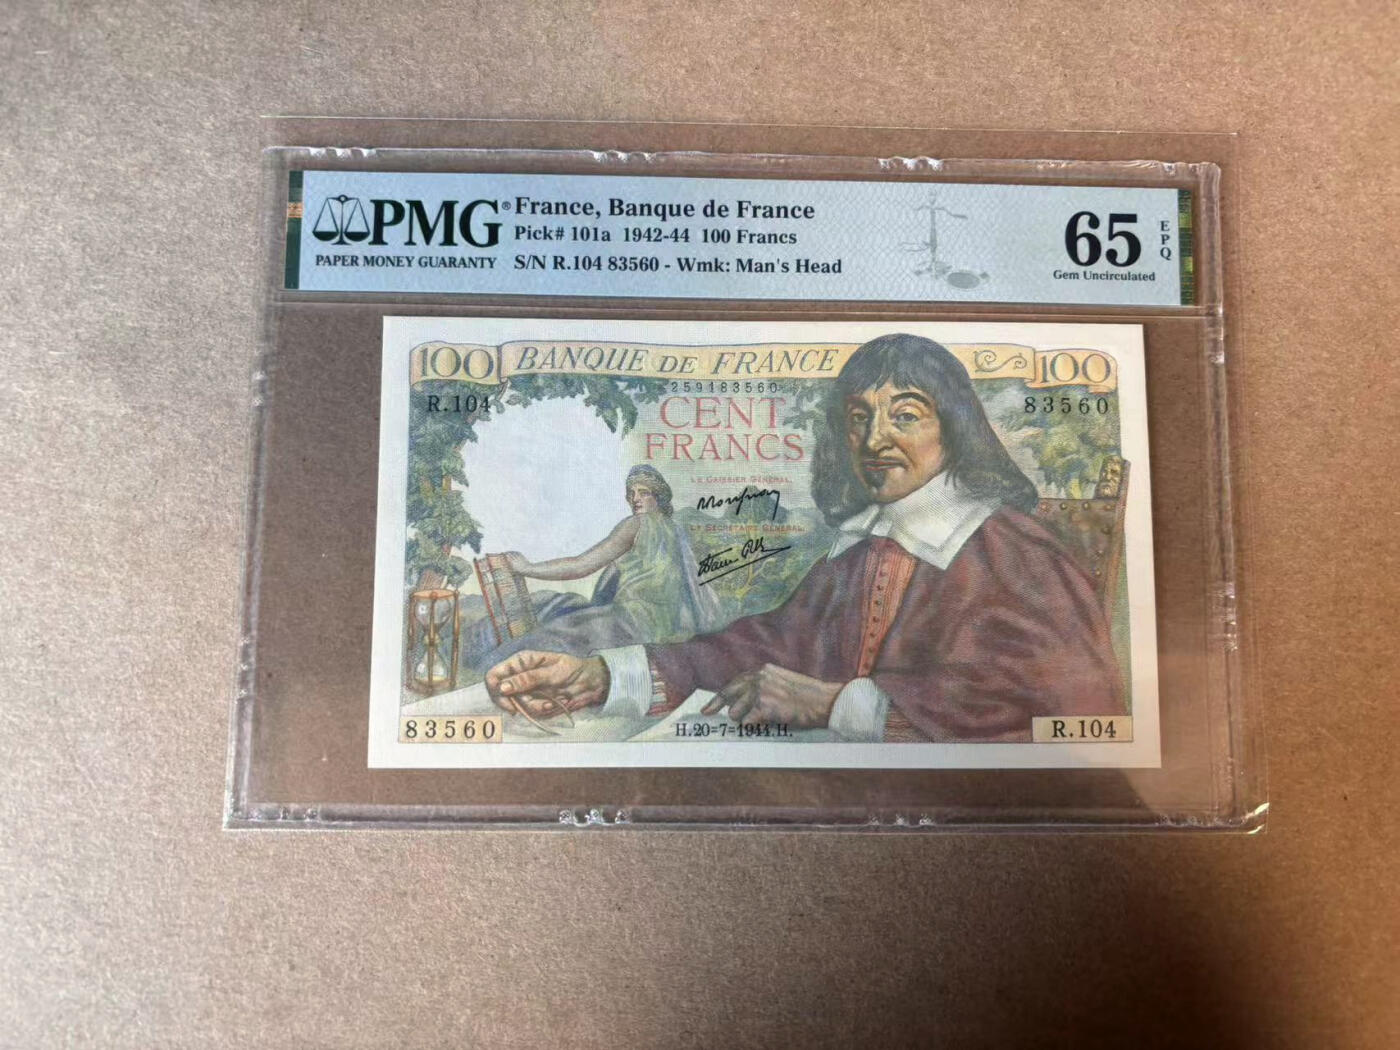 PMG®
PAPER MONEY GUARANTY
France, Banque de France
Pick# 101a 1942-44 100 Francs
S/N R.104 83560 - Wmk: Man's Head
65
EPQ
Gem Uncirculated
100 BANQUE DE FRANCE 100
259183560
R.104 83560
CENT
FRANCS
LE CAISSIER GÉNÉRAL,
LE SECRÉTAIRE GÉNÉRAL,
83560 H.20=7=1944.H. R.104